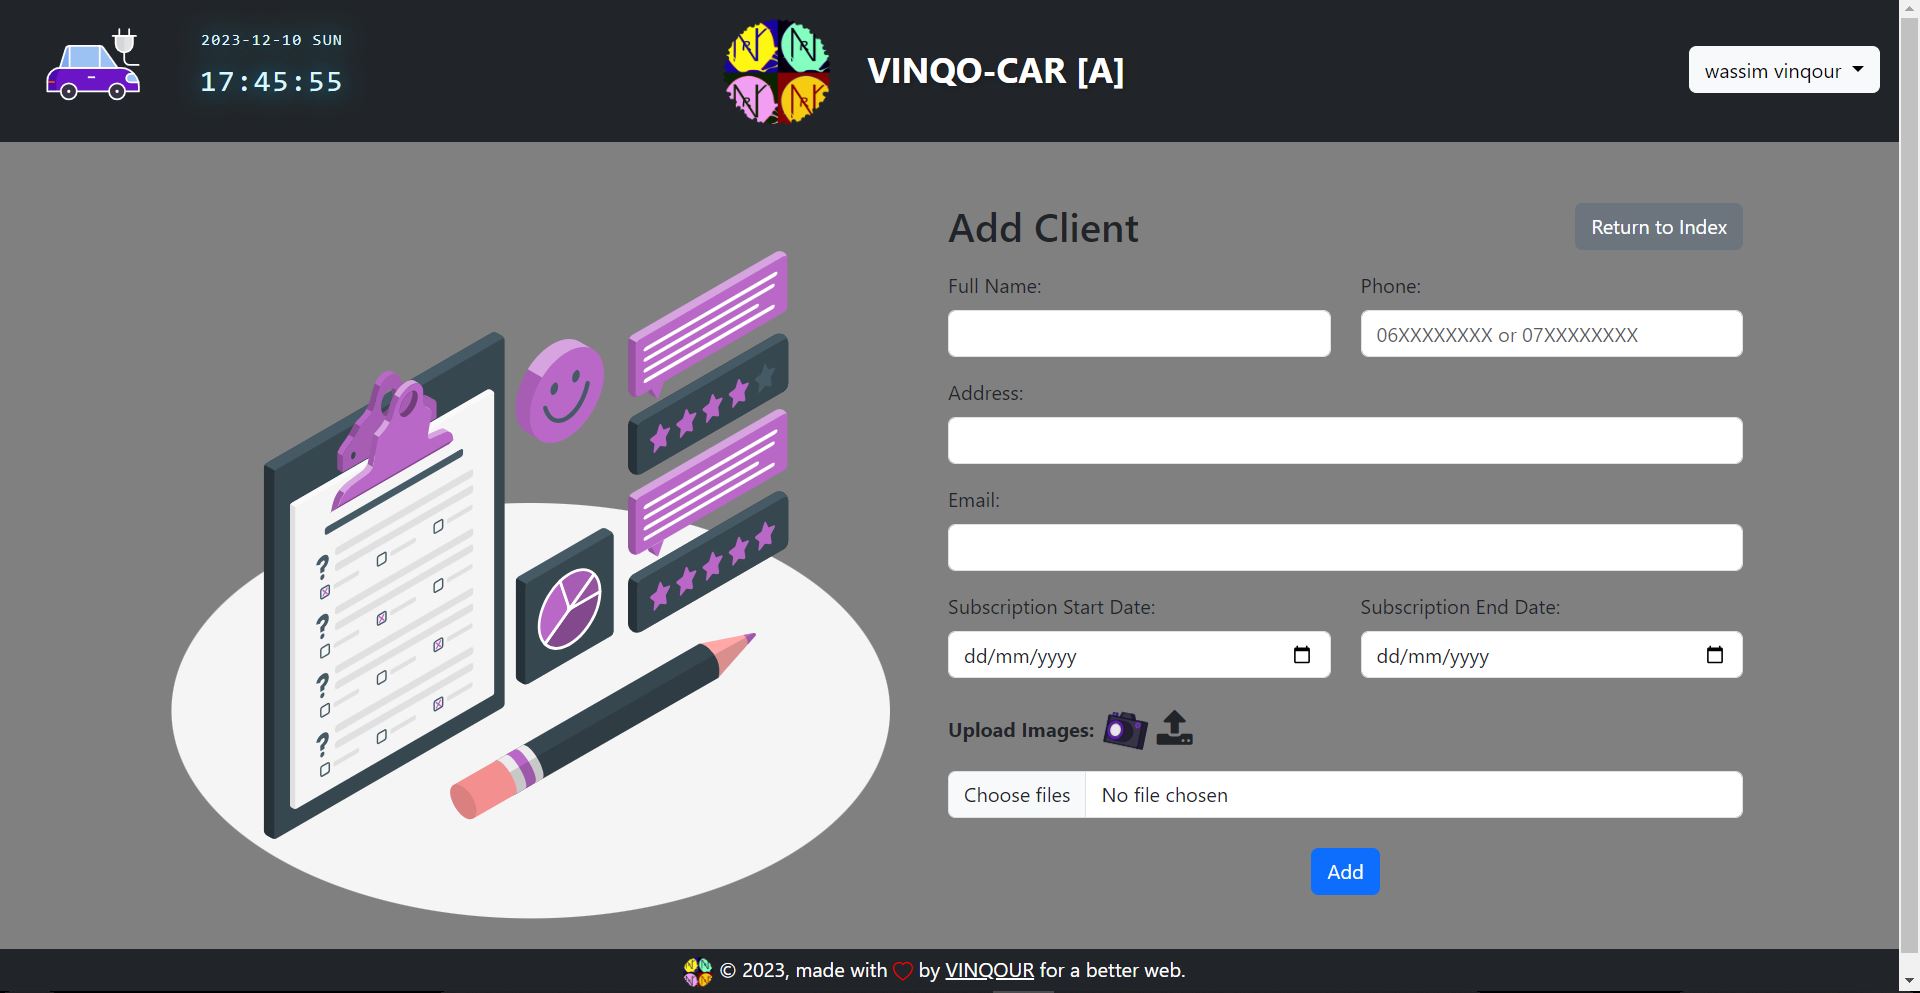 2023-12-10 SUN
17:45:55
VINQO-CAR [A]
wassim vinqour
Add Client
Return to Index
Full Name:
Phone:
06XXXXXXXX or 07XXXXXXXX
Address:
Email:
Subscription Start Date:
Subscription End Date:
dd/mm/yyyy
dd/mm/yyyy
Upload Images:
Choose files
No file chosen
Add
© 2023, made with by VINQOUR for a better web.